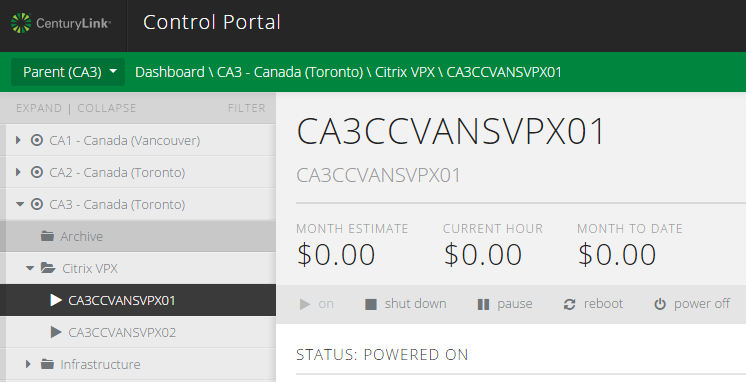 CenturyLink® Control Portal
Parent (CA3) Dashboard \ CA3 - Canada (Toronto) \ Citrix VPX \ CA3CCVANSVPX01
EXPAND | COLLAPSE FILTER
CA1 - Canada (Vancouver)
CA2 - Canada (Toronto)
CA3 - Canada (Toronto)
Archive
Citrix VPX
CA3CCVANSVPX01
CA3CCVANSVPX02
Infrastructure
CA3CCVANSVPX01
CA3CCVANSVPX01
MONTH ESTIMATE CURRENT HOUR MONTH TO DATE
$0.00 $0.00 $0.00
on shut down pause reboot power off
STATUS: POWERED ON